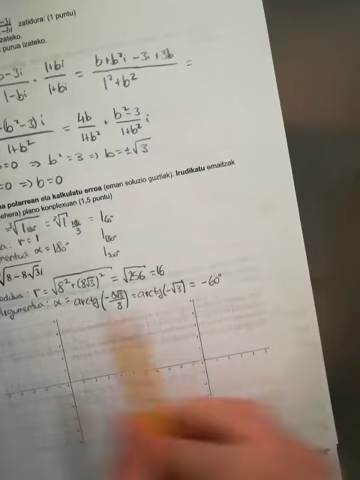 zatidura: (1 puntu)
izateko.
purua izateko.
b-3i / 1-bi · 1+bi / 1+bi = b+b²i-3i+3b / 1²+b² =
(b²-3)i / 1+b² = 4b / 1+b² + b²-3 / 1+b² i
=0 ⇒ b²=3 ⇒ b=±√3
=0 ⇒ b=0
polarrean eta kalkulatu erroa (eman soluzio guztiak). Irudikatu emaitzak
plano konplexuan (1,5 puntu)
= 1₆₀°
r=1 1₁₈₀°
α=180°
√8-8√3i
r=√8²+(8√3)² = √256 = 16
Argumentua: α=arctg(-8√3/8)=arctg(-√3) = -60°